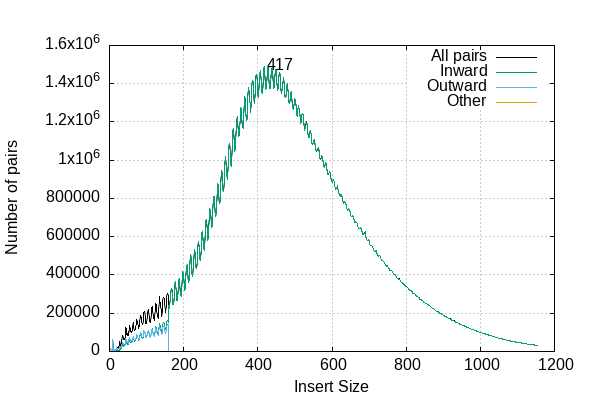 Number of pairs
1.6x10^6
1.4x10^6
1.2x10^6
1x10^6
800000
600000
400000
200000
0
417
All pairs
Inward
Outward
Other
0 200 400 600 800 1000 1200
Insert Size